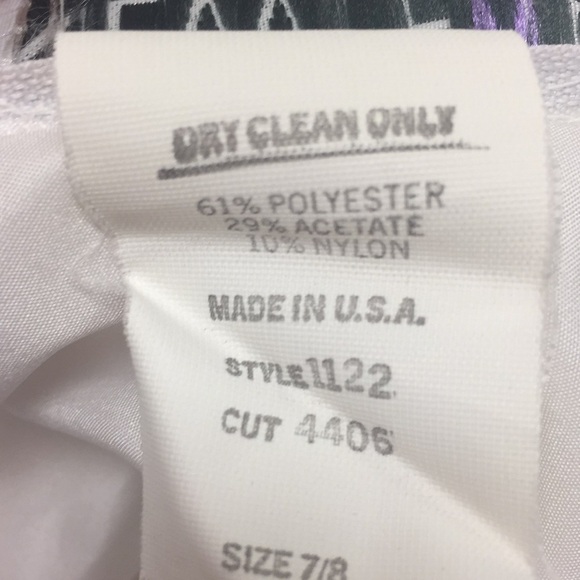 DRY CLEAN ONLY
61% POLYESTER
29% ACETATE
10% NYLON
MADE IN U.S.A.
STYLE 1122
CUT 4406
SIZE 7/8